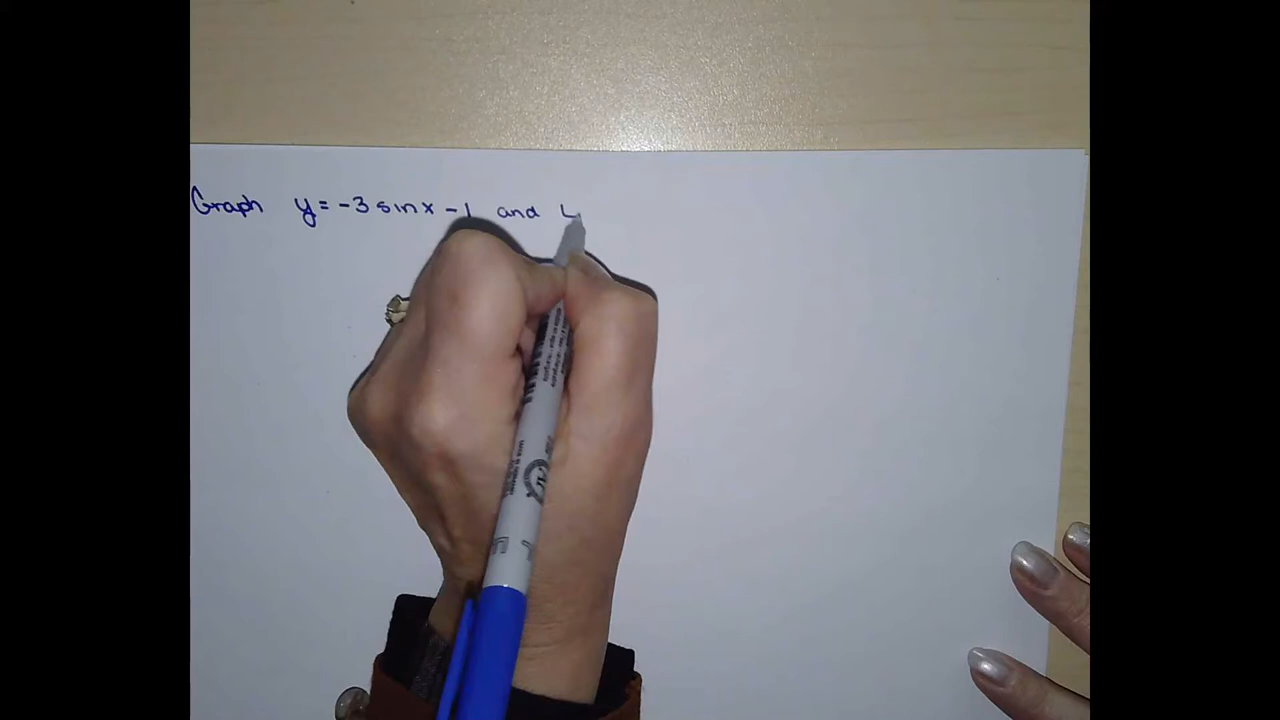 Graph y = -3 sin x - 1 and